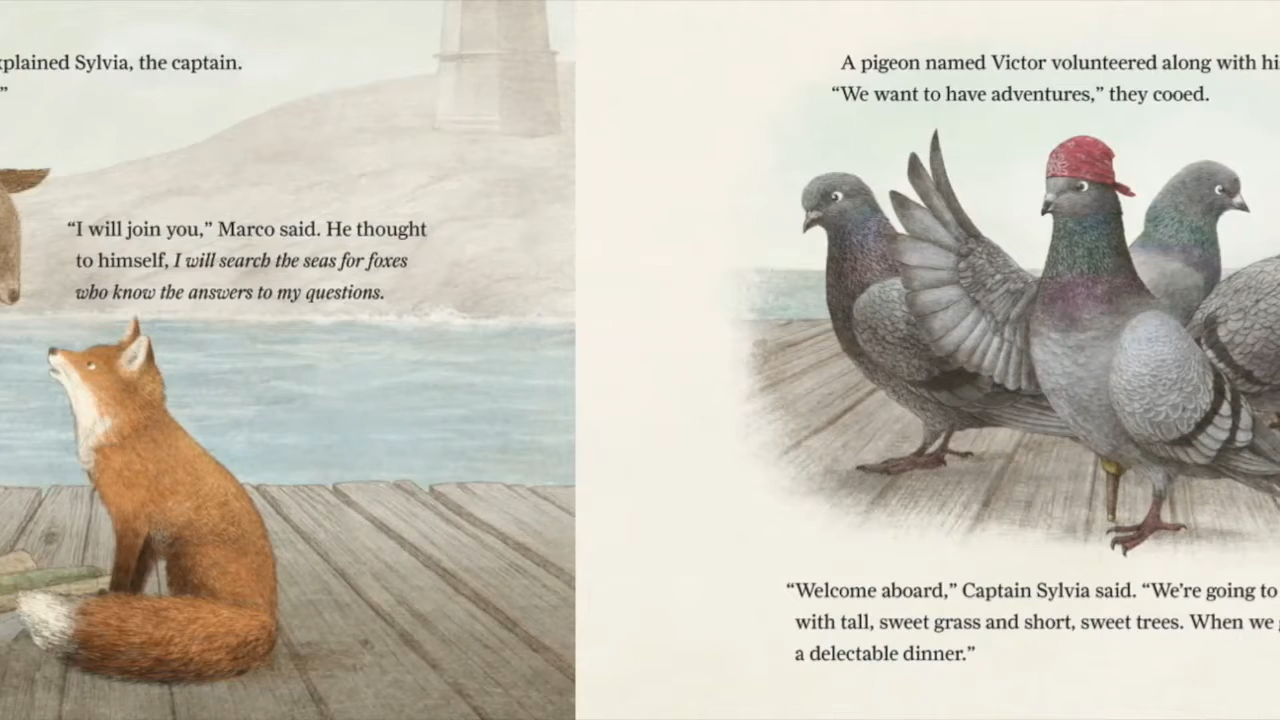 xplained Sylvia, the captain.
”
“I will join you,” Marco said. He thought
to himself, I will search the seas for foxes
who know the answers to my questions.
A pigeon named Victor volunteered along with hi
“We want to have adventures,” they cooed.
“Welcome aboard,” Captain Sylvia said. “We’re going to
with tall, sweet grass and short, sweet trees. When we
a delectable dinner.”